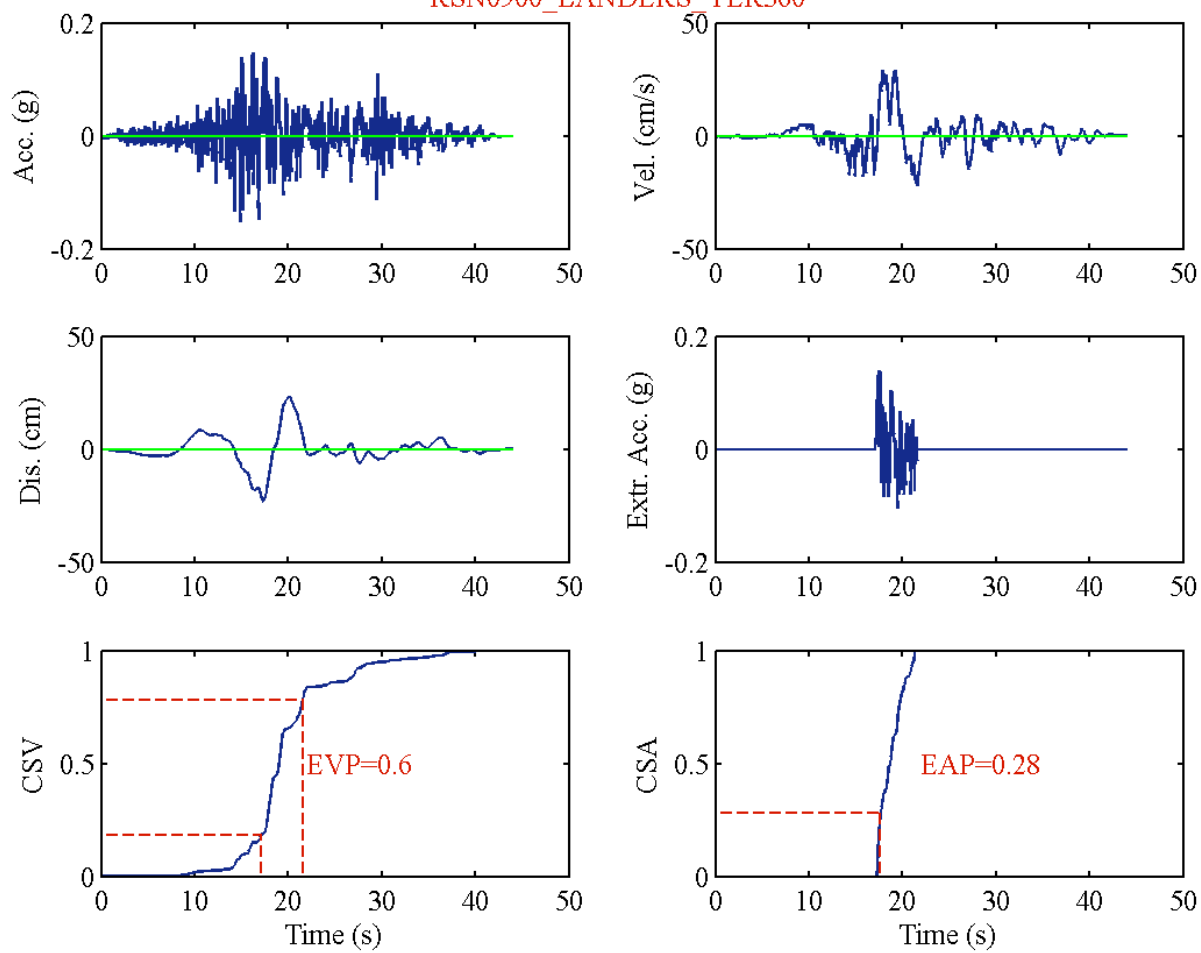 RSN0900_LANDERS_YER360
0.2
0
-0.2
Acc. (g)
0 10 20 30 40 50
50
0
-50
Vel. (cm/s)
0 10 20 30 40 50
50
0
-50
Dis. (cm)
0 10 20 30 40 50
0.2
0
-0.2
Extr. Acc. (g)
0 10 20 30 40 50
1
0.5
0
CSV
EVP=0.6
0 10 20 30 40 50
Time (s)
1
0.5
0
CSA
EAP=0.28
0 10 20 30 40 50
Time (s)